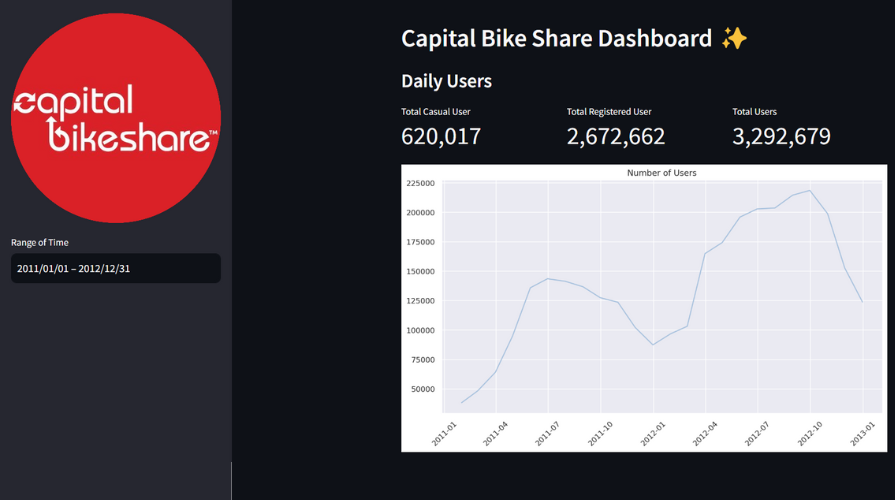 capital
bikeshare™
Range of Time
2011/01/01 – 2012/12/31
Capital Bike Share Dashboard ✨
Daily Users
Total Casual User
620,017
Total Registered User
2,672,662
Total Users
3,292,679
Number of Users
225000
200000
175000
150000
125000
100000
75000
50000
2011-01
2011-04
2011-07
2011-10
2012-01
2012-04
2012-07
2012-10
2013-01